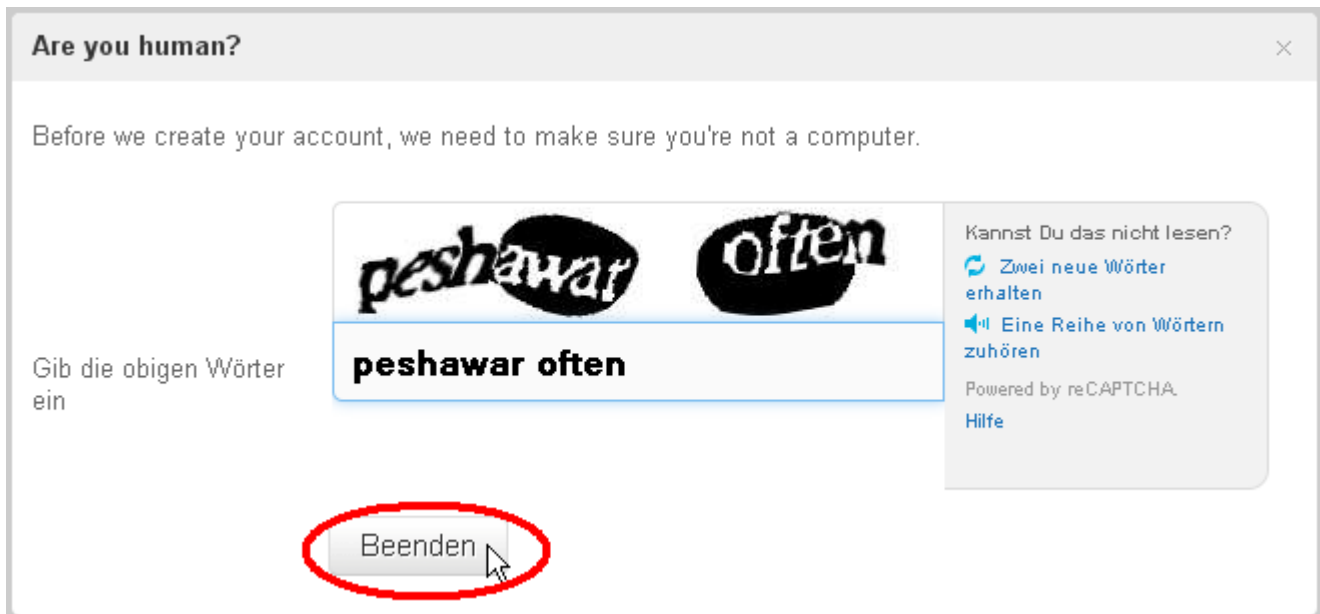 Are you human?
Before we create your account, we need to make sure you're not a computer.
peshawar often
Kannst Du das nicht lesen?
Zwei neue Wörter
erhalten
Eine Reihe von Wörtern
zuhören
Powered by reCAPTCHA.
Hilfe
Gib die obigen Wörter
ein
peshawar often
Beenden